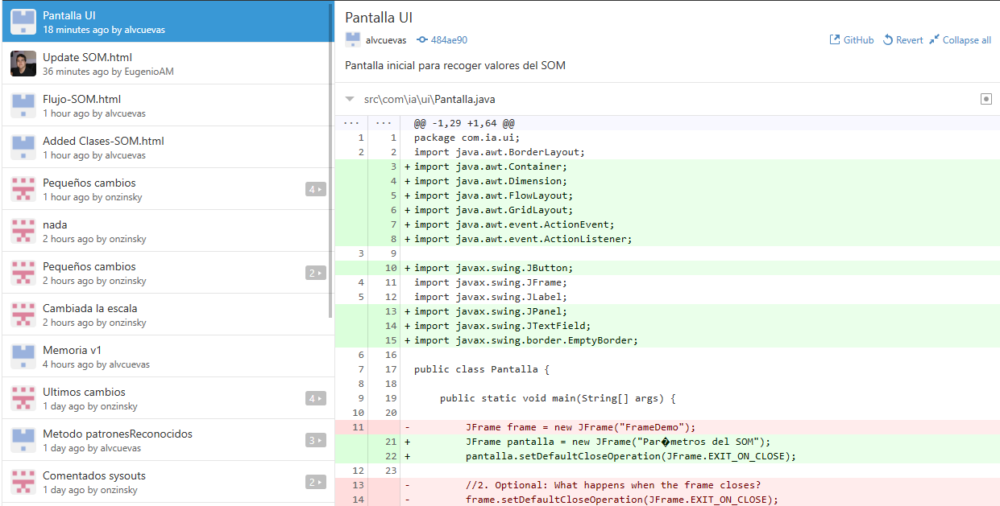 Pantalla UI
18 minutes ago by alvcuevas
Update SOM.html
36 minutes ago by EugenioAM
Flujo-SOM.html
1 hour ago by alvcuevas
Added Clases-SOM.html
1 hour ago by alvcuevas
Pequeños cambios
1 hour ago by onzinsky
4
nada
2 hours ago by onzinsky
Pequeños cambios
2 hours ago by onzinsky
2
Cambiada la escala
2 hours ago by onzinsky
Memoria v1
4 hours ago by alvcuevas
Ultimos cambios
1 day ago by onzinsky
4
Metodo patronesReconocidos
1 day ago by alvcuevas
3
Comentados sysouts
1 day ago by onzinsky
2
Pantalla UI
alvcuevas 484ae90 GitHub Revert Collapse all
Pantalla inicial para recoger valores del SOM
src\com\ia\ui\Pantalla.java
... ... @@ -1,29 +1,64 @@
1 1 package com.ia.ui;
2 2 import java.awt.BorderLayout;
3 + import java.awt.Container;
4 + import java.awt.Dimension;
5 + import java.awt.FlowLayout;
6 + import java.awt.GridLayout;
7 + import java.awt.event.ActionEvent;
8 + import java.awt.event.ActionListener;
3 9
10 + import javax.swing.JButton;
4 11 import javax.swing.JFrame;
5 12 import javax.swing.JLabel;
13 + import javax.swing.JPanel;
14 + import javax.swing.JTextField;
15 + import javax.swing.border.EmptyBorder;
6 16
7 17 public class Pantalla {
8 18
9 19 public static void main(String[] args) {
10 20
11 - JFrame frame = new JFrame("FrameDemo");
21 + JFrame pantalla = new JFrame("Par�metros del SOM");
22 + pantalla.setDefaultCloseOperation(JFrame.EXIT_ON_CLOSE);
12 23
13 - //2. Optional: What happens when the frame closes?
14 - frame.setDefaultCloseOperation(JFrame.EXIT_ON_CLOSE);